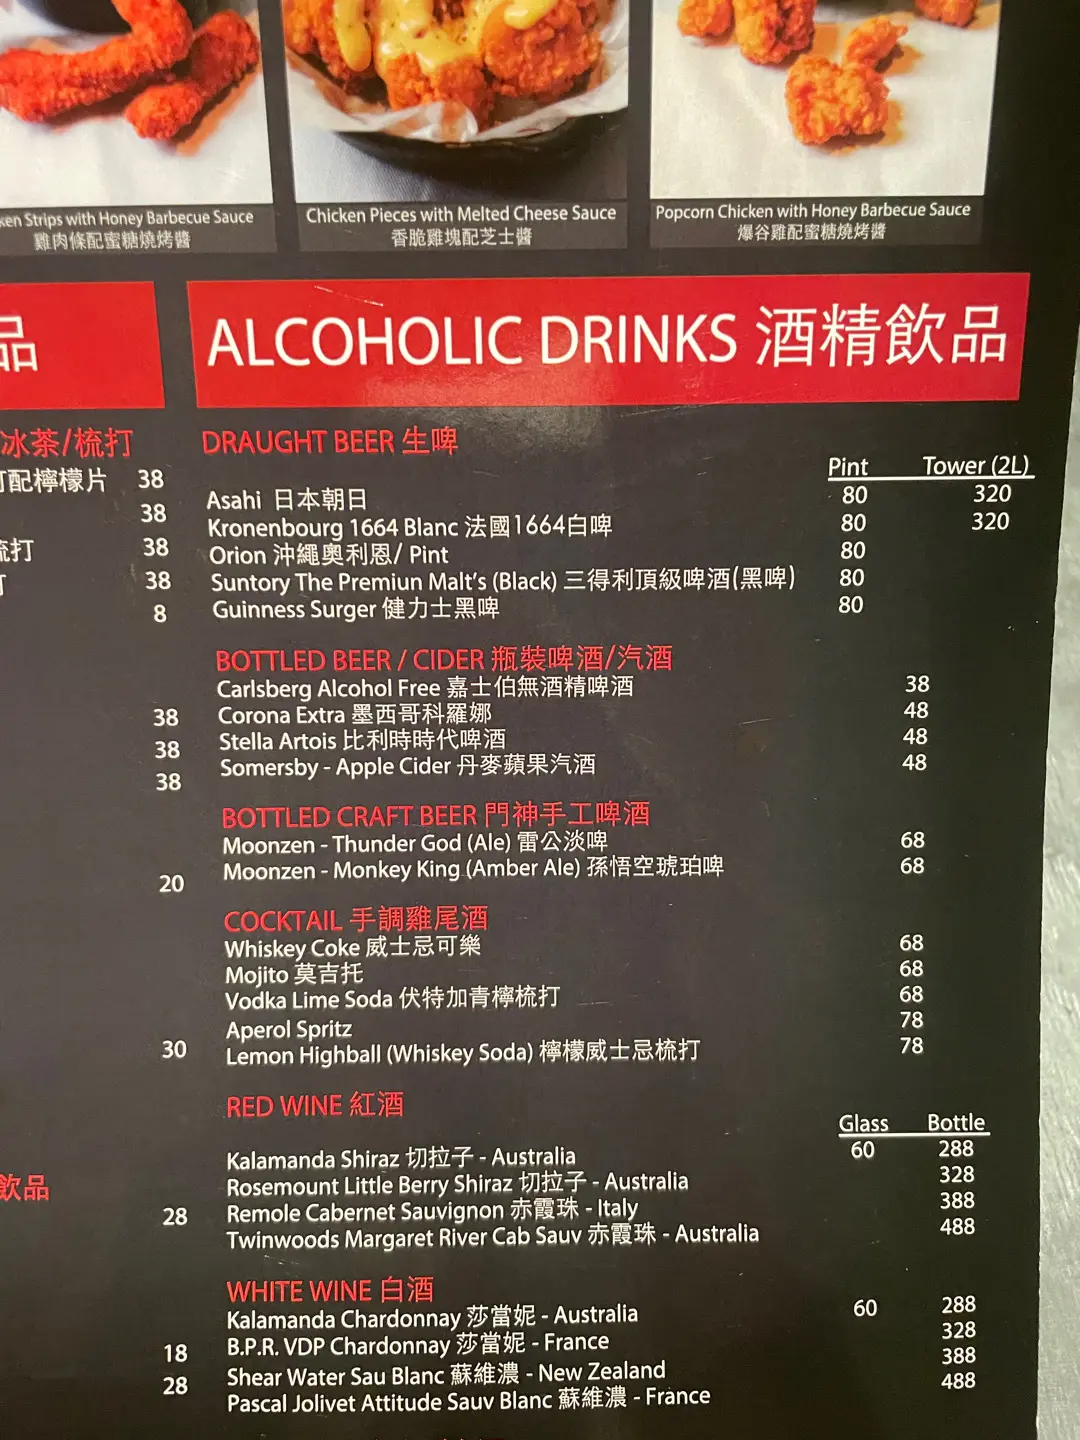 ken Strips with Honey Barbecue Sauce
雞肉條配蜜糖燒烤醬
Chicken Pieces with Melted Cheese Sauce
香脆雞塊配芝士醬
Popcorn Chicken with Honey Barbecue Sauce
爆谷雞配蜜糖燒烤醬
品
冰茶/梳打
配檸檬片 38
38
梳打 38
38
8
38
38
38
20
30
飲品
28
18
28
ALCOHOLIC DRINKS 酒精飲品
DRAUGHT BEER 生啤
Pint Tower (2L)
Asahi 日本朝日 80 320
Kronenbourg 1664 Blanc 法國1664白啤 80 320
Orion 沖繩奧利恩/ Pint 80
Suntory The Premiun Malt's (Black) 三得利頂級啤酒(黑啤) 80
Guinness Surger 健力士黑啤 80
BOTTLED BEER / CIDER 瓶裝啤酒/汽酒
Carlsberg Alcohol Free 嘉士伯無酒精啤酒 38
Corona Extra 墨西哥科羅娜 48
Stella Artois 比利時時代啤酒 48
Somersby - Apple Cider 丹麥蘋果汽酒 48
BOTTLED CRAFT BEER 門神手工啤酒
Moonzen - Thunder God (Ale) 雷公淡啤 68
Moonzen - Monkey King (Amber Ale) 孫悟空琥珀啤 68
COCKTAIL 手調雞尾酒
Whiskey Coke 威士忌可樂 68
Mojito 莫吉托 68
Vodka Lime Soda 伏特加青檸梳打 68
Aperol Spritz 78
Lemon Highball (Whiskey Soda) 檸檬威士忌梳打 78
RED WINE 紅酒
Glass Bottle
Kalamanda Shiraz 切拉子 - Australia 60 288
Rosemount Little Berry Shiraz 切拉子 - Australia 328
Remole Cabernet Sauvignon 赤霞珠 - Italy 388
Twinwoods Margaret River Cab Sauv 赤霞珠 - Australia 488
WHITE WINE 白酒
Kalamanda Chardonnay 莎當妮 - Australia 60 288
B.P.R. VDP Chardonnay 莎當妮 - France 328
Shear Water Sau Blanc 蘇維濃 - New Zealand 388
Pascal Jolivet Attitude Sauv Blanc 蘇維濃 - France 488